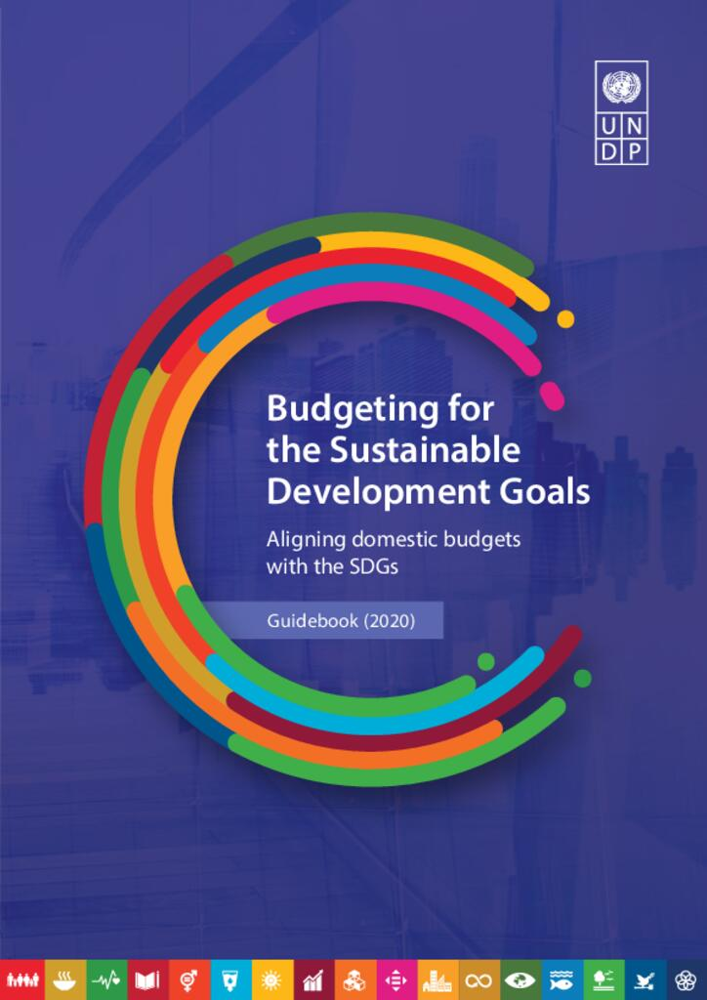 U N
D P
Budgeting for
the Sustainable
Development Goals
Aligning domestic budgets
with the SDGs
Guidebook (2020)